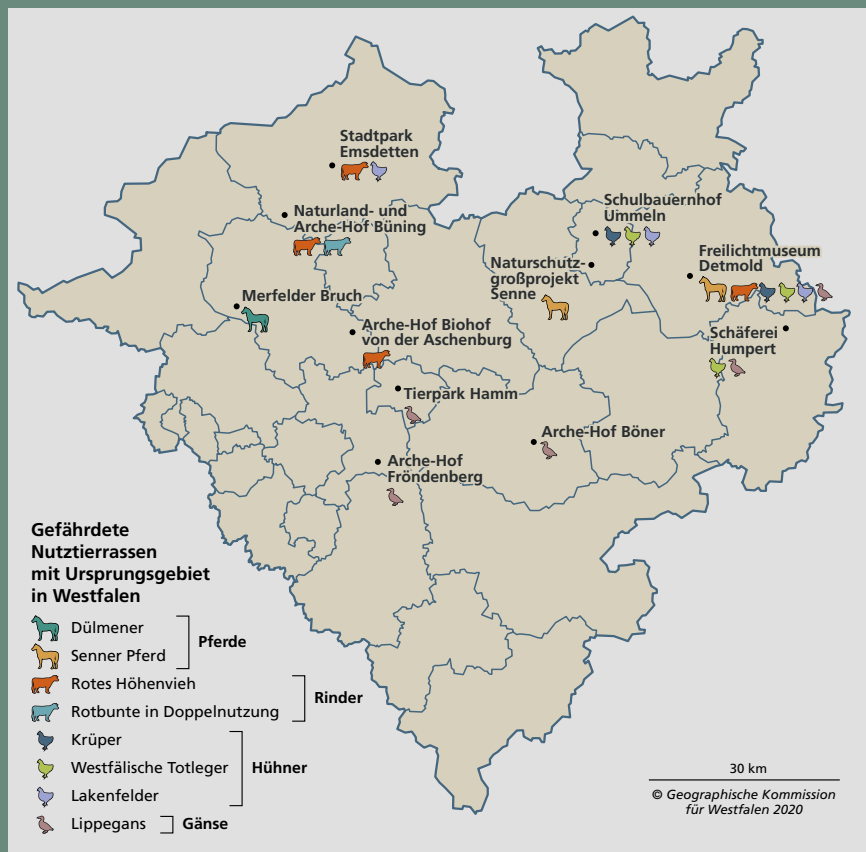 Stadtpark
Emsdetten
Naturland- und
Arche-Hof Büning
Schulbauernhof
Ummeln
Freilichtmuseum
Detmold
Naturschutz-
großprojekt
Senne
Merfelder Bruch
Arche-Hof Biohof
von der Aschenburg
Schäferei
Humpert
Tierpark Hamm
Arche-Hof Böner
Arche-Hof
Fröndenberg
Gefährdete
Nutztierrassen
mit Ursprungsgebiet
in Westfalen
Dülmener
Senner Pferd
Pferde
Rotes Höhenvieh
Rotbunte in Doppelnutzung
Rinder
Krüper
Westfälische Totleger
Lakenfelder
Hühner
Lippegans
Gänse
30 km
© Geographische Kommission
für Westfalen 2020